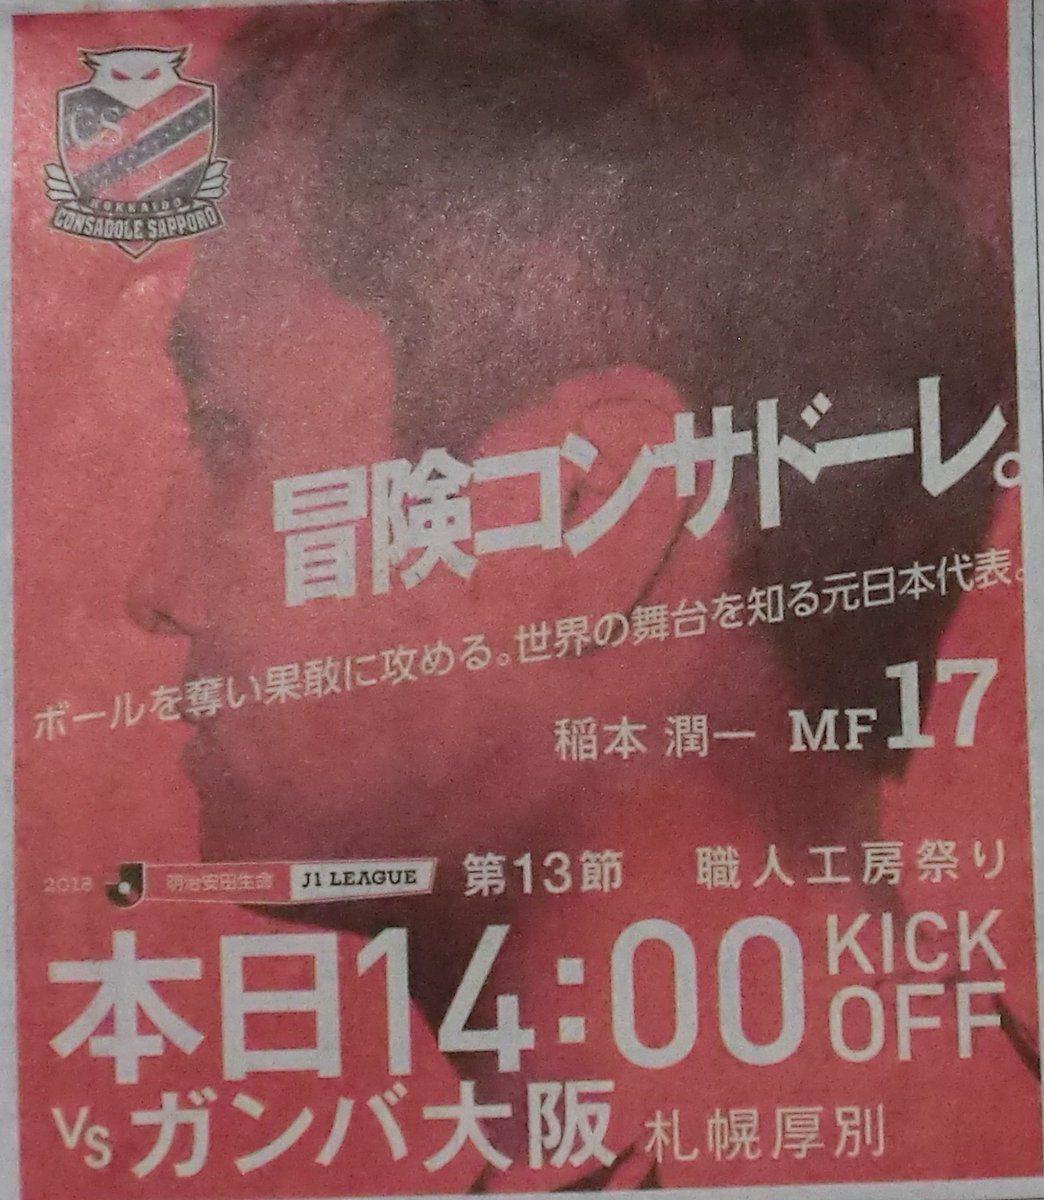 CS
HOKKAIDO
CONSADOLE SAPPORO
冒険コンサドーレ。
ボールを奪い果敢に攻める。世界の舞台を知る元日本代表。
稲本 潤一 MF17
2018 明治安田生命 J1 LEAGUE 第13節 職人工房祭り
本日14:00 KICK OFF
VS ガンバ大阪 札幌厚別